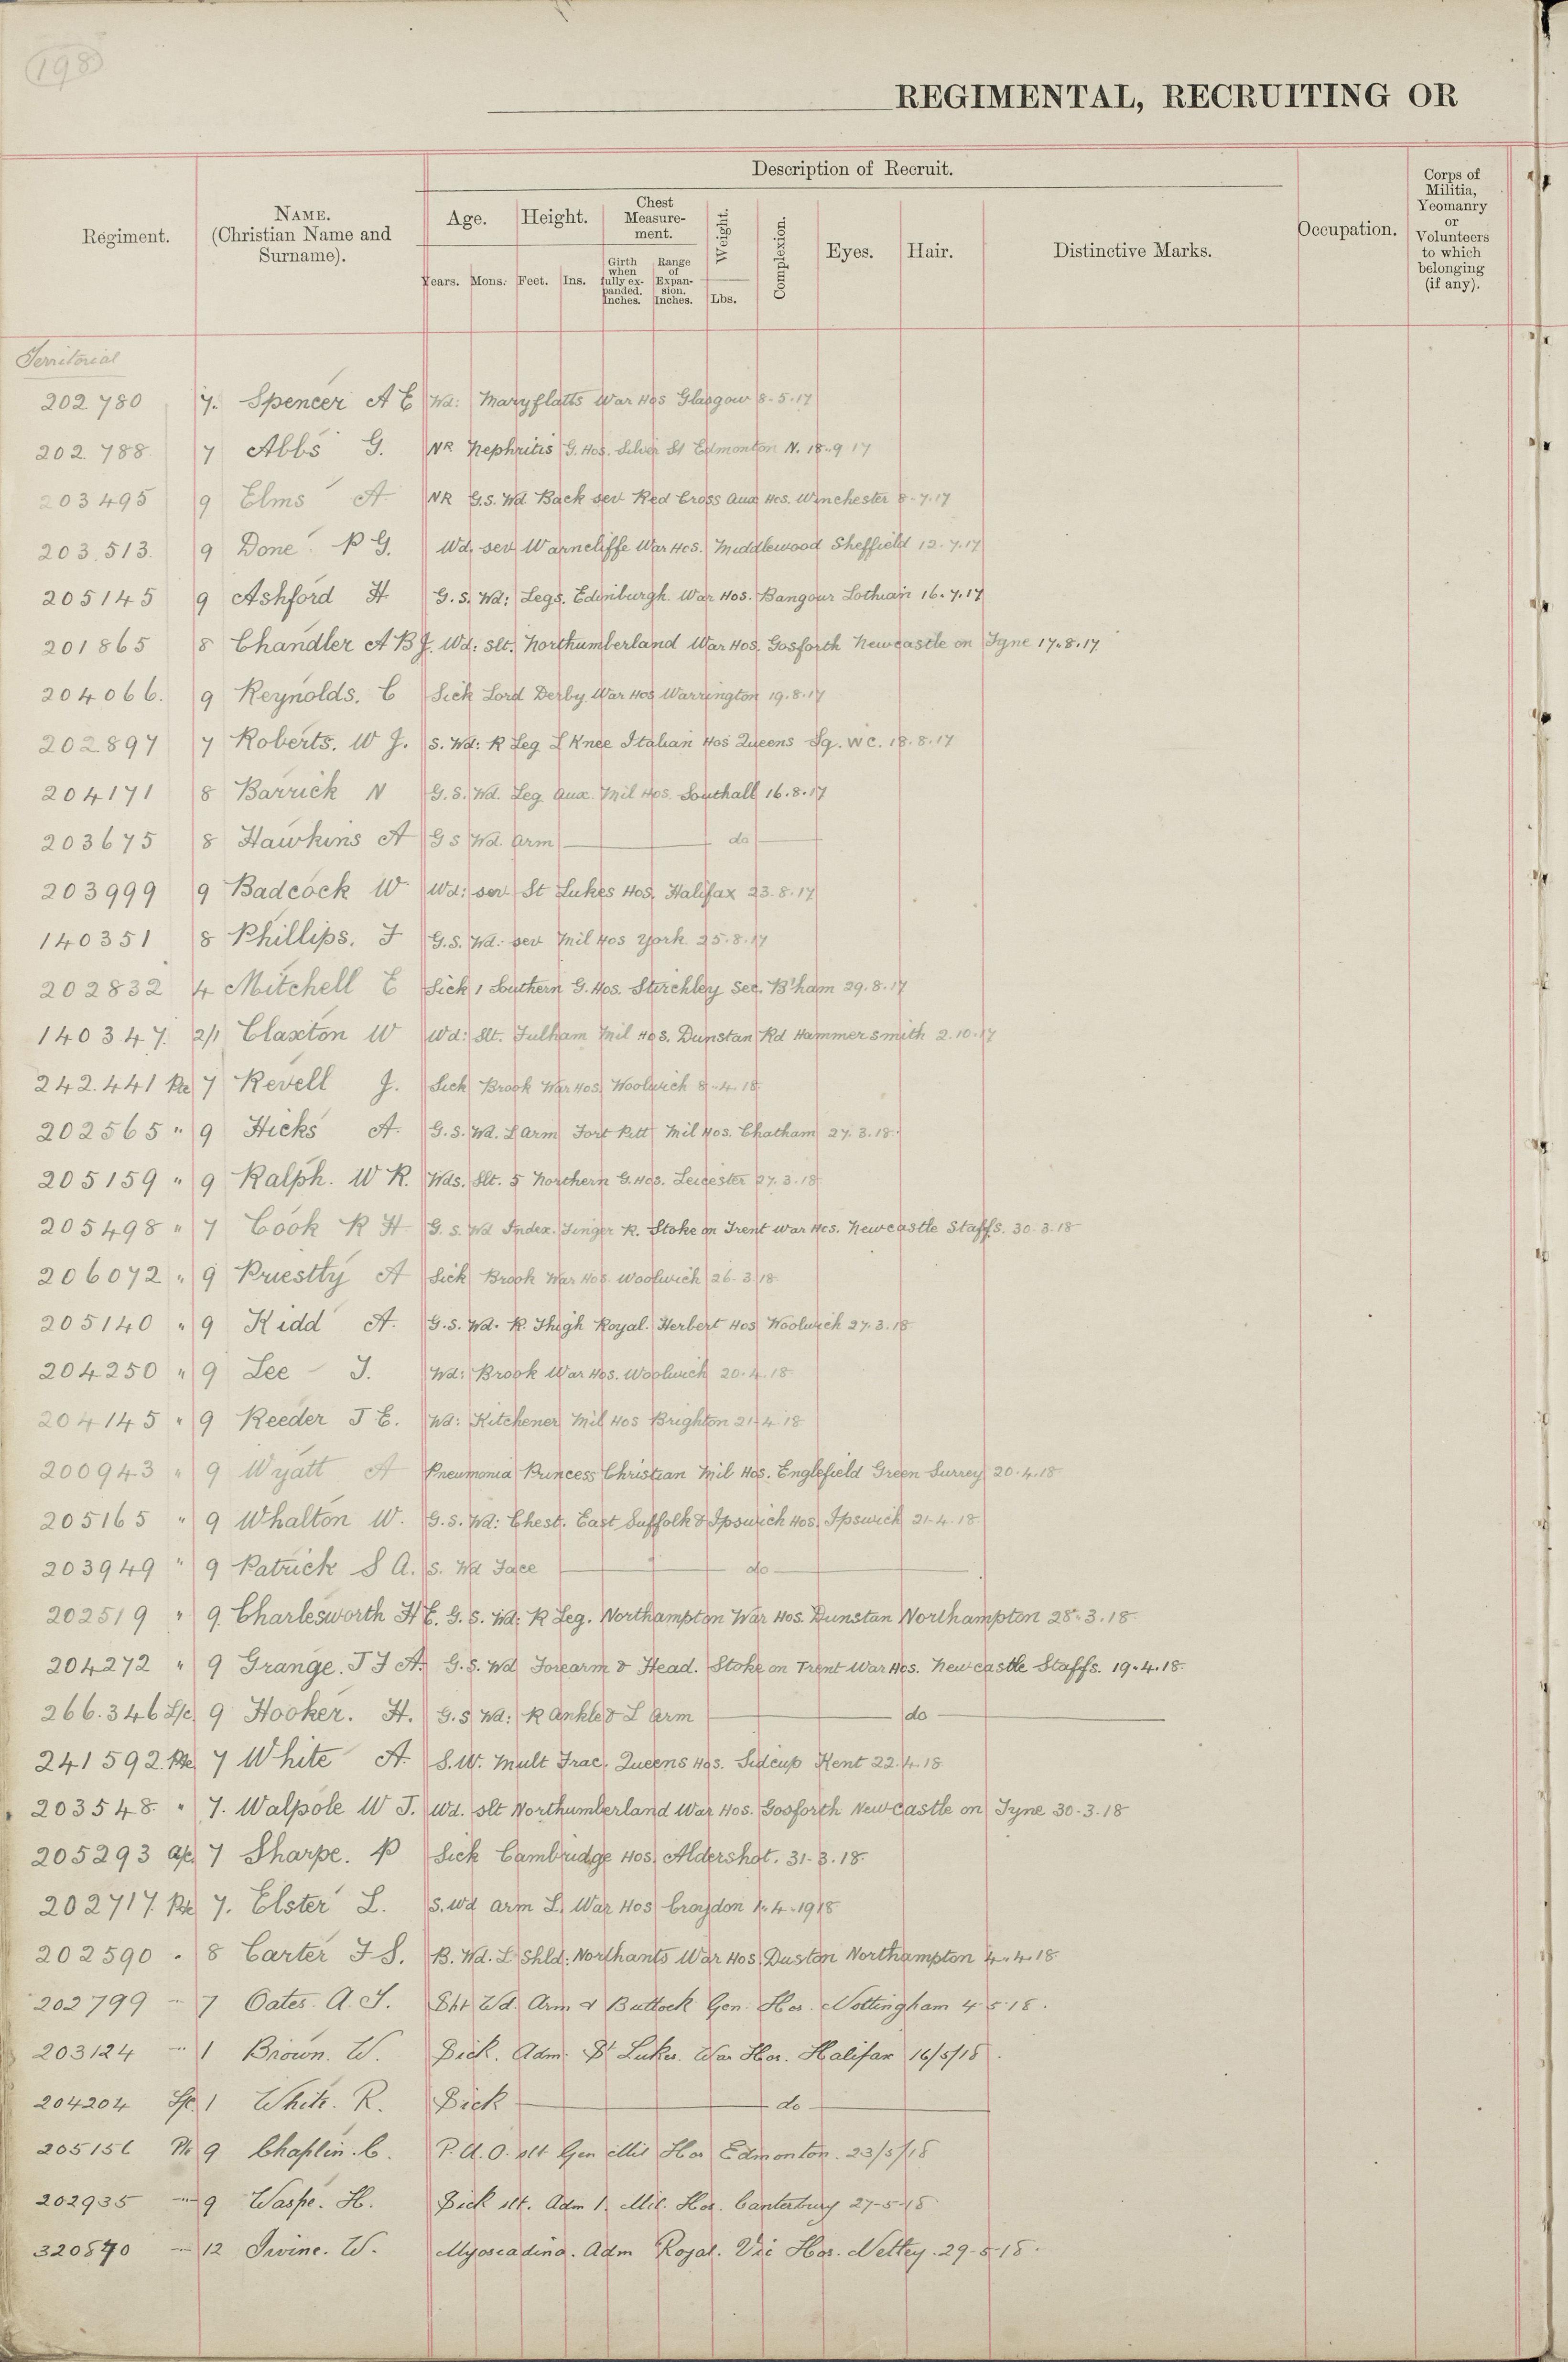 198
REGIMENTAL, RECRUITING OR
Description of Recruit.
Regiment. NAME. (Christian Name and Surname). Age. Height. Chest Measurement. Weight. Complexion. Eyes. Hair. Distinctive Marks. Occupation. Corps of Militia, Yeomanry or Volunteers to which belonging (if any).
Years. Mons. Feet. Ins. Girth when fully expanded. Inches. Range of Expansion. Inches. Lbs.
Territorial
202780 7. Spencer A E Wd: Maryflatts War Hos Glasgow 8.5.17
202788 7 Abbs G. NR Nephritis G. Hos. Silver St Edmonton N. 18.9.17
203495 9 Elms A NR G.S. Wd Back sev Red Cross Aux Hos. Winchester 8.7.17
203.513. 9 Done P G. Wd. sev Warncliffe War Hos. Middlewood Sheffield 12.7.17
205145 9 Ashford H G.S. Wd: Legs. Edinburgh War Hos. Bangour Lothian 16.7.17
201865 8 Chandler A B J. Wd: slt. Northumberland War Hos. Gosforth Newcastle on Tyne 17.8.17
204066. 9 Reynolds. C Sick Lord Derby War Hos Warrington 19.8.17
202897 7 Roberts. W J. S. Wd: R Leg L Knee Italian Hos Queens Sq. W C. 18.8.17
204171 8 Barrick N G.S. Wd. Leg Aux. Mil Hos. Southall 16.8.17
203675 8 Hawkins A G S Wd. Arm do
203999 9 Badcock W Wd: sev St Lukes Hos. Halifax 23.8.17
140351 8 Phillips. F G.S. Wd: sev Mil Hos York 25.8.17
202832 4 Mitchell E Sick 1 Southern G. Hos. Stirchley Sec. B'ham 29.8.17
140347. 2/1 Claxton W Wd: Slt. Fulham Mil Hos. Dunstan Rd Hammersmith 2.10.17
242.441 Pte 7 Revell J. Sick Brook War Hos. Woolwich 8.4.18
202565 " 9 Hicks A. G.S. Wd. L Arm Fort Pitt Mil Hos. Chatham 27.3.18.
205159 " 9 Ralph. W R. Wds. Slt. 5 Northern G. Hos. Leicester 27.3.18
205498 " 7 Cook R H G.S. Wd Index. Finger R. Stoke on Trent War Hos. Newcastle Staffs. 30.3.18
206072 " 9 Priestly A Sick Brook War Hos Woolwich 26.3.18
205140 " 9 Kidd A. G.S. Wd. R. Thigh Royal. Herbert Hos Woolwich 27.3.18
204250 " 9 Lee J. Wd: Brook War Hos. Woolwich 20.4.18
204145 " 9 Reeder J E. Wd: Kitchener Mil Hos Brighton 21.4.18
200943 " 9 Wyatt A Pneumonia Princess Christian Mil Hos. Englefield Green Surrey 20.4.18
205165 " 9 Whalton W. G.S. Wd: Chest. East Suffolk & Ipswich Hos. Ipswich 21.4.18
203949 " 9 Patrick S A. S. Wd Face do
202519 " 9. Charlesworth H E. G.S. Wd: R Leg. Northampton War Hos. Dunstan Northampton 28.3.18
204272 " 9 Grange. J F A. G.S. Wd Forearm & Head. Stoke on Trent War Hos. Newcastle Staffs. 19.4.18.
266.346 L/c. 9 Hooker. H. G.S Wd: R Ankle & L Arm do
241592. Pte 7 White A. S.W. Mult Frac. Queens Hos. Sidcup Kent 22.4.18
203548. " 7. Walpole W J. Wd. slt Northumberland War Hos. Gosforth Newcastle on Tyne 30.3.18
205293 A/c. 7 Sharpe. P Sick Cambridge Hos. Aldershot. 31.3.18.
202717. Pte 7. Elster L. S. Wd Arm L. War Hos Croydon 1.4.1918
202590 " 8 Carter F S. B. Wd. L Shld: Northants War Hos. Duston Northampton 4.4.18
202799 " 7 Oates. A. J. Sht Wd Arm & Buttock Gen. Hos. Nottingham 4.5.18.
203124 " 1 Brown. W. Sick. Adm. St Lukes. War Hos. Halifax 16/5/18.
204204 1 White. R. Sick do
205156 Pte 9 Chaplin. C. P.U.O. slt Gen Mil Hos Edmonton. 23/5/18
202935 " 9 Waspe. H. Sick slt. Adm 1. Mil. Hos. Canterbury 27-5-18
320870 " 12 Irvine. W. Adm Royal. Vic Hos. Netley. 29-5-18.